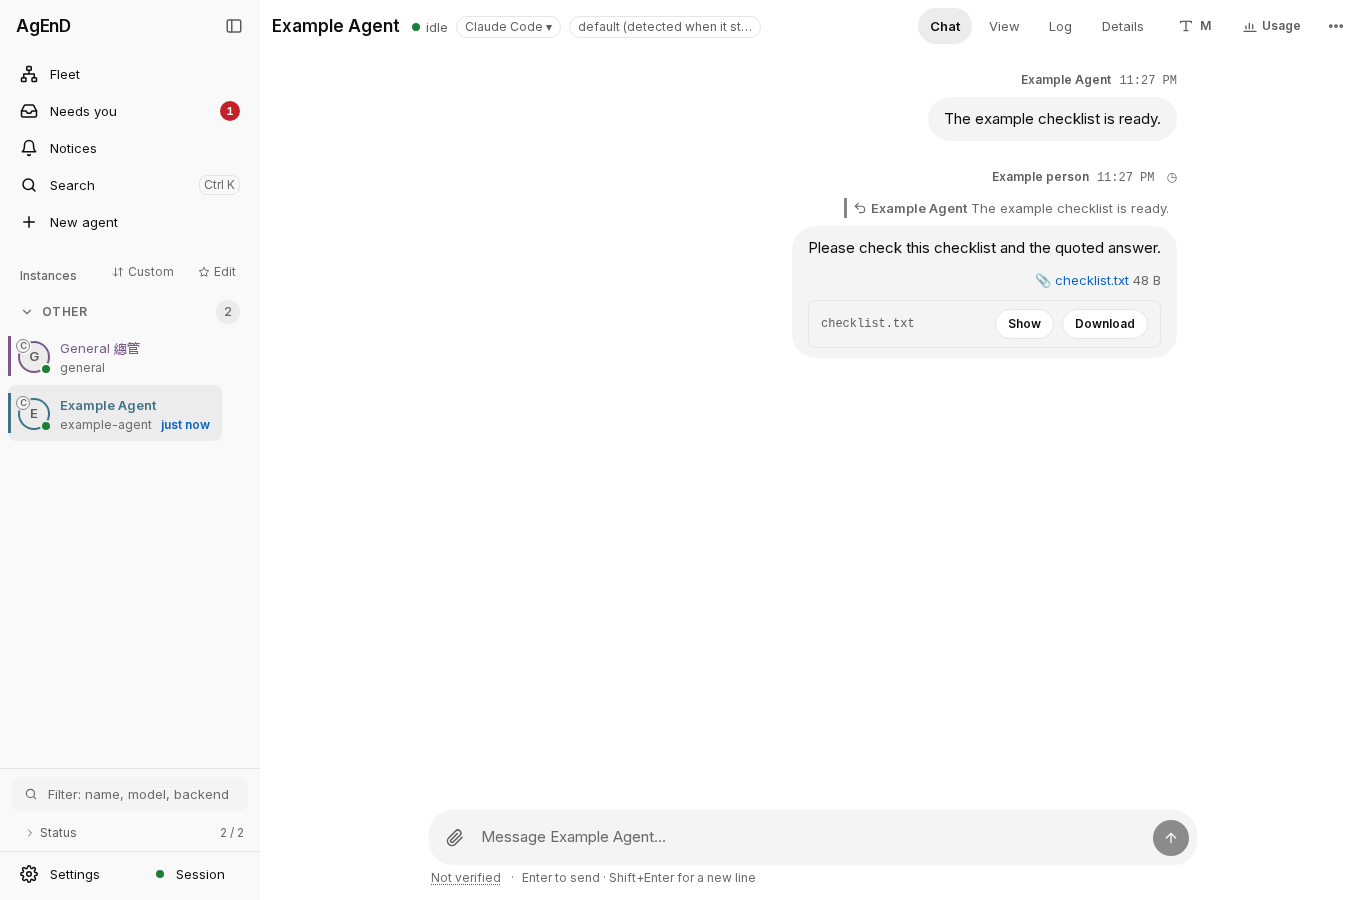 AgEnD
Fleet
Needs you 1
Notices
Search Ctrl K
New agent
Instances Custom Edit
OTHER 2
C G General 總管
general
C E Example Agent
example-agent just now
Filter: name, model, backend
Status 2 / 2
Settings Session
Example Agent idle Claude Code ▾ default (detected when it st… Chat View Log Details M Usage •••
Example Agent 11:27 PM
The example checklist is ready.
Example person 11:27 PM
Example Agent The example checklist is ready.
Please check this checklist and the quoted answer.
checklist.txt 48 B
checklist.txt Show Download
Message Example Agent…
Not verified · Enter to send · Shift+Enter for a new line